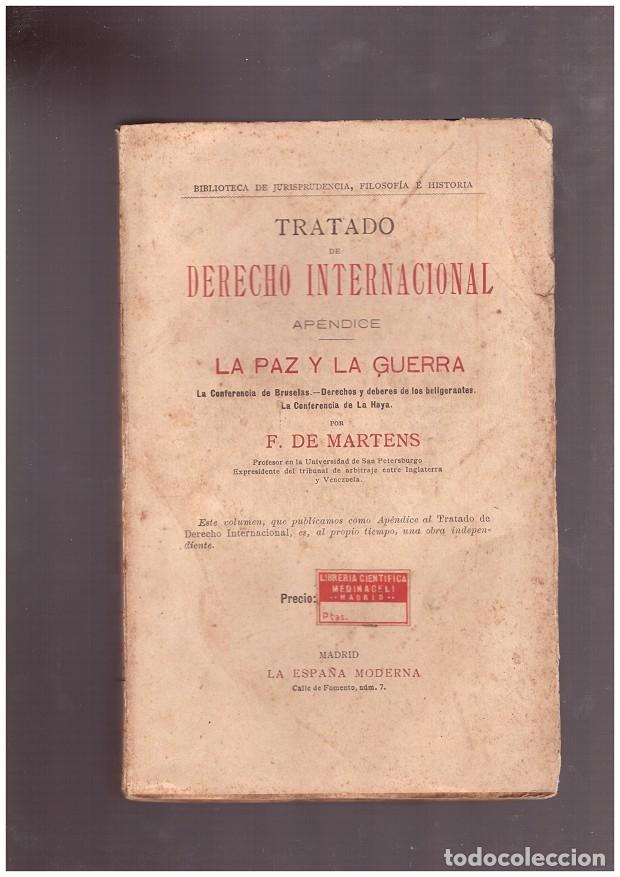 BIBLIOTECA DE JURISPRUDENCIA, FILOSOFÍA É HISTORIA
TRATADO
DE
DERECHO INTERNACIONAL
APÉNDICE
LA PAZ Y LA GUERRA
La Conferencia de Bruselas.—Derechos y deberes de los beligerantes.
La Conferencia de La Haya.
POR
F. DE MARTENS
Profesor en la Universidad de San Petersburgo
Expresidente del tribunal de arbitraje entre Inglaterra
y Venezuela.
Este volumen, que publicamos como Apéndice al Tratado de
Derecho Internacional, es, al propio tiempo, una obra indepen-
diente.
Precio:
LIBRERIA CIENTIFICA
MEDINACELI
--MADRID--
Ptas.
MADRID
LA ESPAÑA MODERNA
Calle de Fomento, núm. 7.
todocoleccion